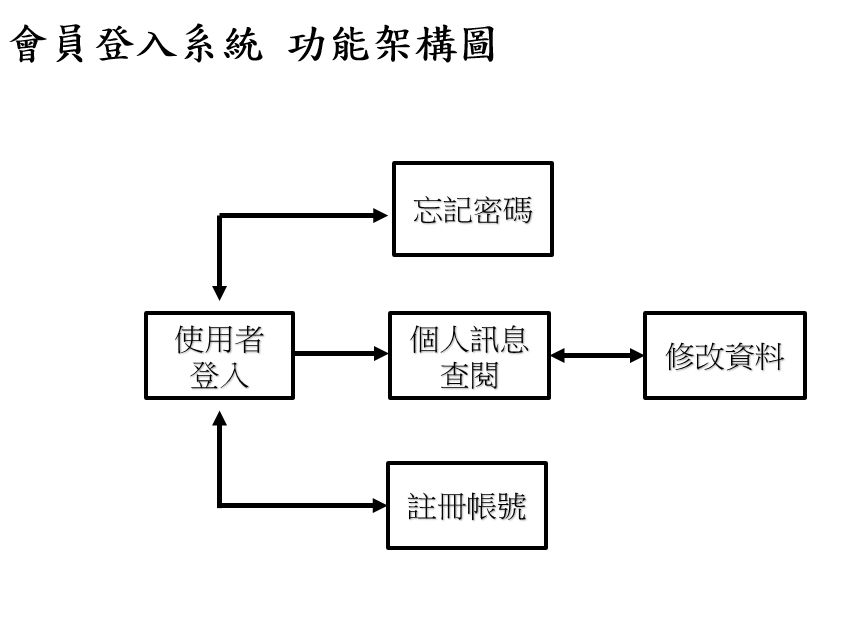 會員登入系統 功能架構圖
忘記密碼
使用者
登入
個人訊息
查閱
修改資料
註冊帳號